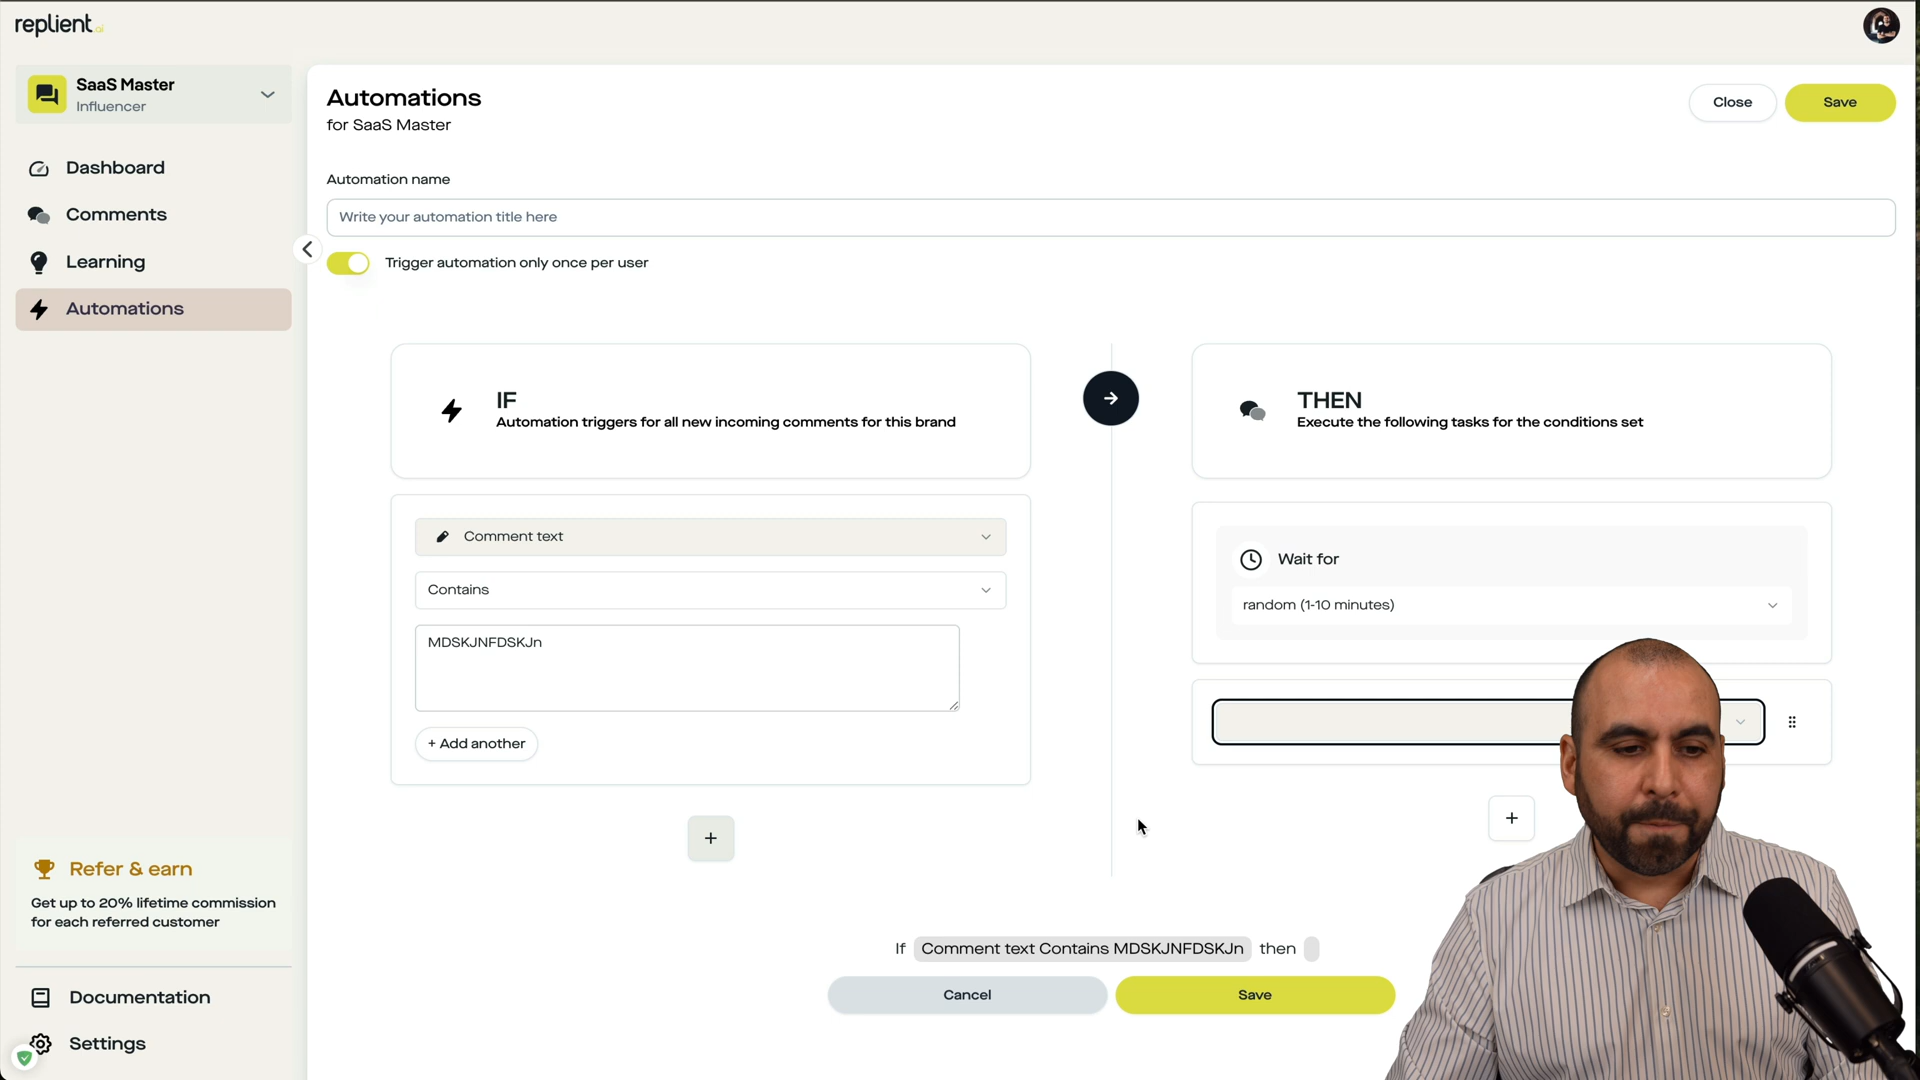 replient.ai
SaaS Master
Influencer
Dashboard
Comments
Learning
Automations
Refer & earn
Get up to 20% lifetime commission
for each referred customer
Documentation
Settings
Automations
for SaaS Master
Close
Save
Automation name
Write your automation title here
Trigger automation only once per user
IF
Automation triggers for all new incoming comments for this brand
Comment text
Contains
MDSKJNFDSKJn
+ Add another
+
THEN
Execute the following tasks for the conditions set
Wait for
random (1-10 minutes)
+
If Comment text Contains MDSKJNFDSKJn then
Cancel
Save